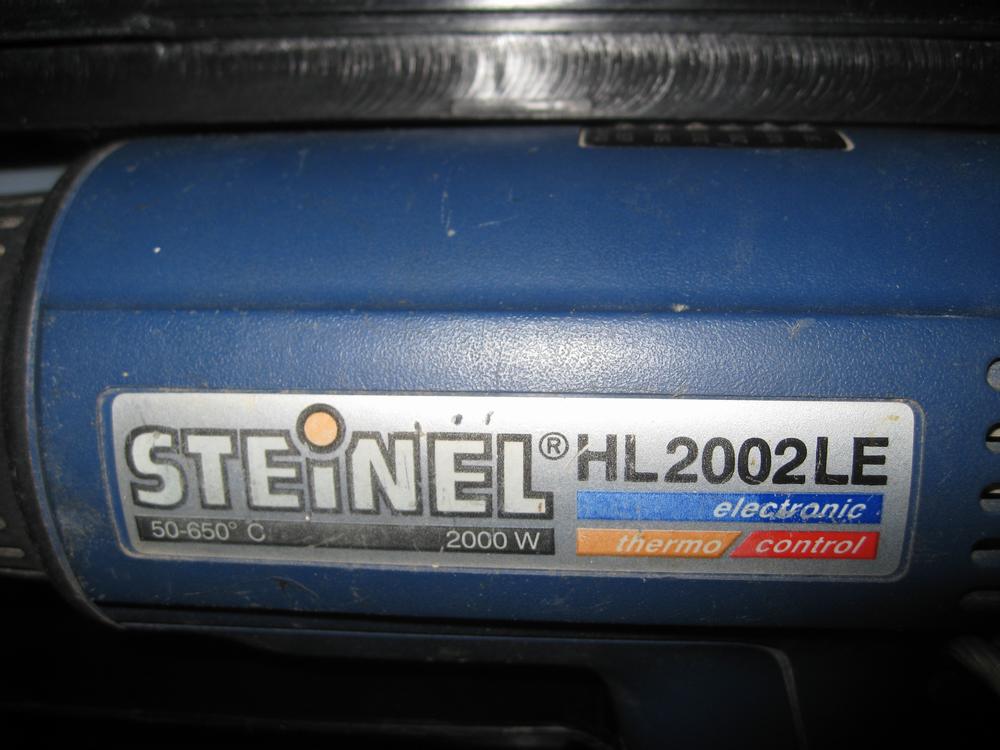 STEiNEL® HL2002LE
electronic
50-650° C 2000 W thermo control